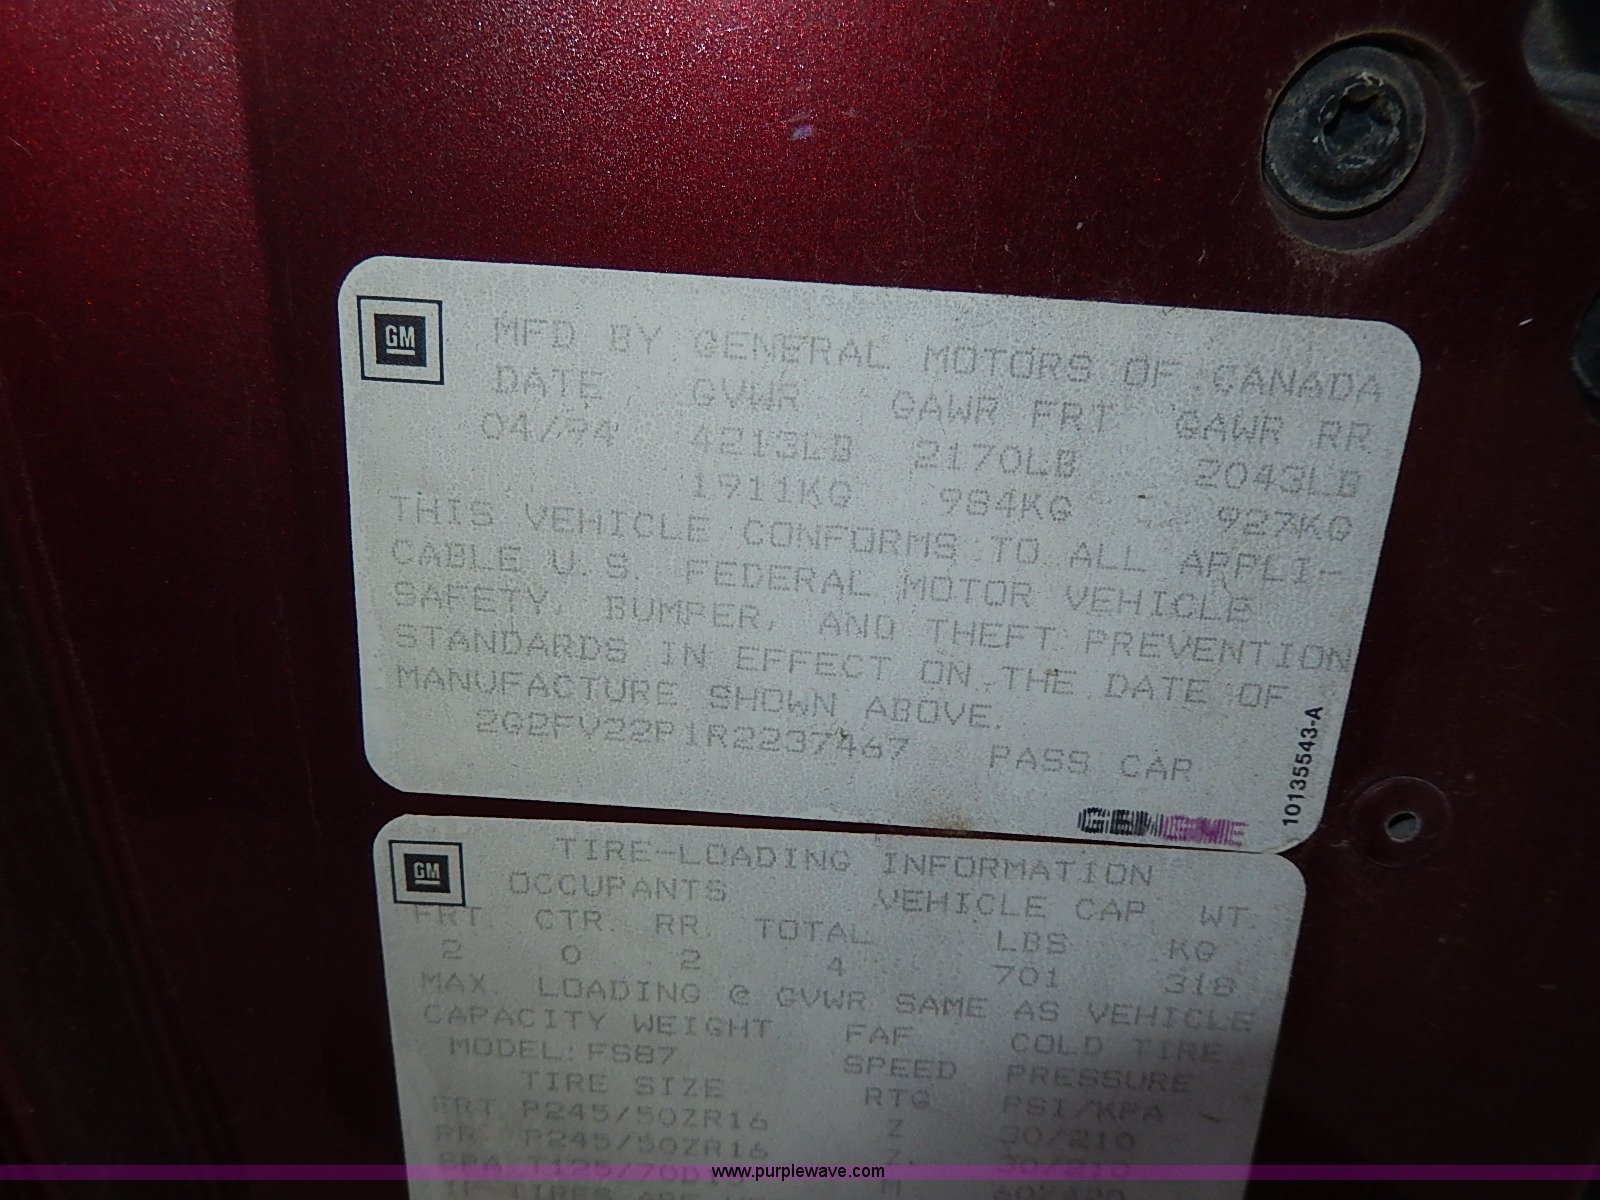 GM
MFD BY GENERAL MOTORS OF CANADA
DATE GVWR GAWR FRT GAWR RR
04/94 4213LB 2170LB 2043LB
1911KG 984KG 927KG
THIS VEHICLE CONFORMS TO ALL APPLI-
CABLE U.S. FEDERAL MOTOR VEHICLE
SAFETY, BUMPER, AND THEFT PREVENTION
STANDARDS IN EFFECT ON THE DATE OF
MANUFACTURE SHOWN ABOVE.
2G2FV22P1R2237467 PASS CAR
10135543-A
GM
TIRE-LOADING INFORMATION
OCCUPANTS VEHICLE CAP. WT.
FRT. CTR. RR. TOTAL LBS KG
2 0 2 4 701 318
MAX. LOADING @ GVWR SAME AS VEHICLE
CAPACITY WEIGHT FAF COLD TIRE
MODEL:FS87 SPEED PRESSURE
TIRE SIZE RTG PSI/KPA
FRT P245/50ZR16 Z 30/210
RR P245/50ZR16 Z 30/210
SPA T125/70D1 M
www.purplewave.com